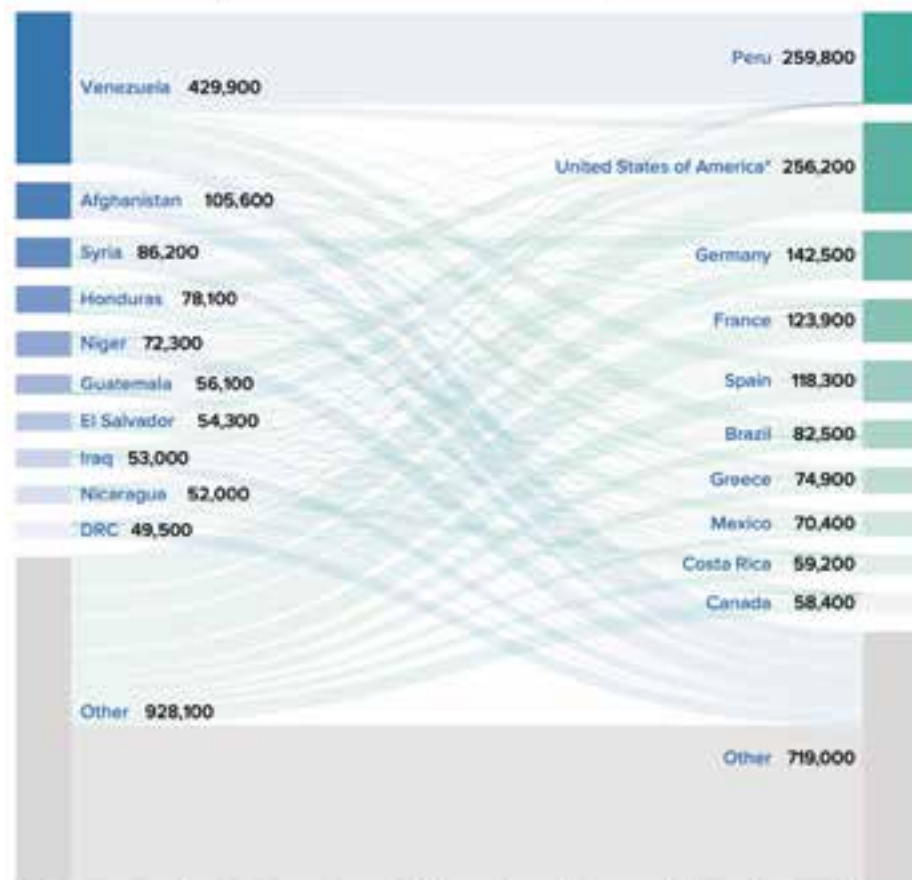 Venezuela 429,900
Afghanistan 105,600
Syria 86,200
Honduras 78,100
Niger 72,300
Guatemala 56,100
El Salvador 54,300
Iraq 53,000
Nicaragua 52,000
DRC 49,500
Other 928,100
Peru 259,800
United States of America* 256,200
Germany 142,500
France 123,900
Spain 118,300
Brazil 82,500
Greece 74,900
Mexico 70,400
Costa Rica 59,200
Canada 58,400
Other 719,000